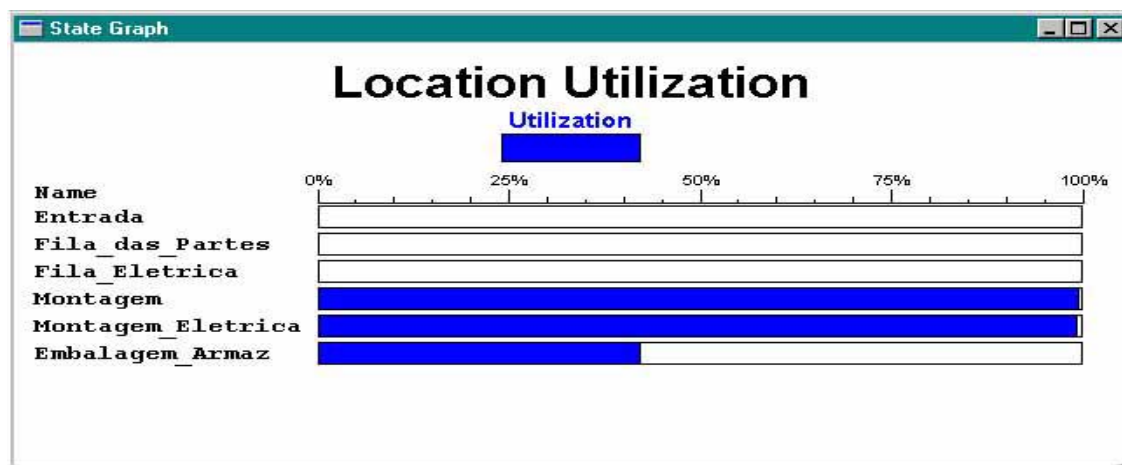 State Graph
Location Utilization
Utilization
Name 0% 25% 50% 75% 100%
Entrada
Fila_das_Partes
Fila_Eletrica
Montagem
Montagem_Eletrica
Embalagem_Armaz